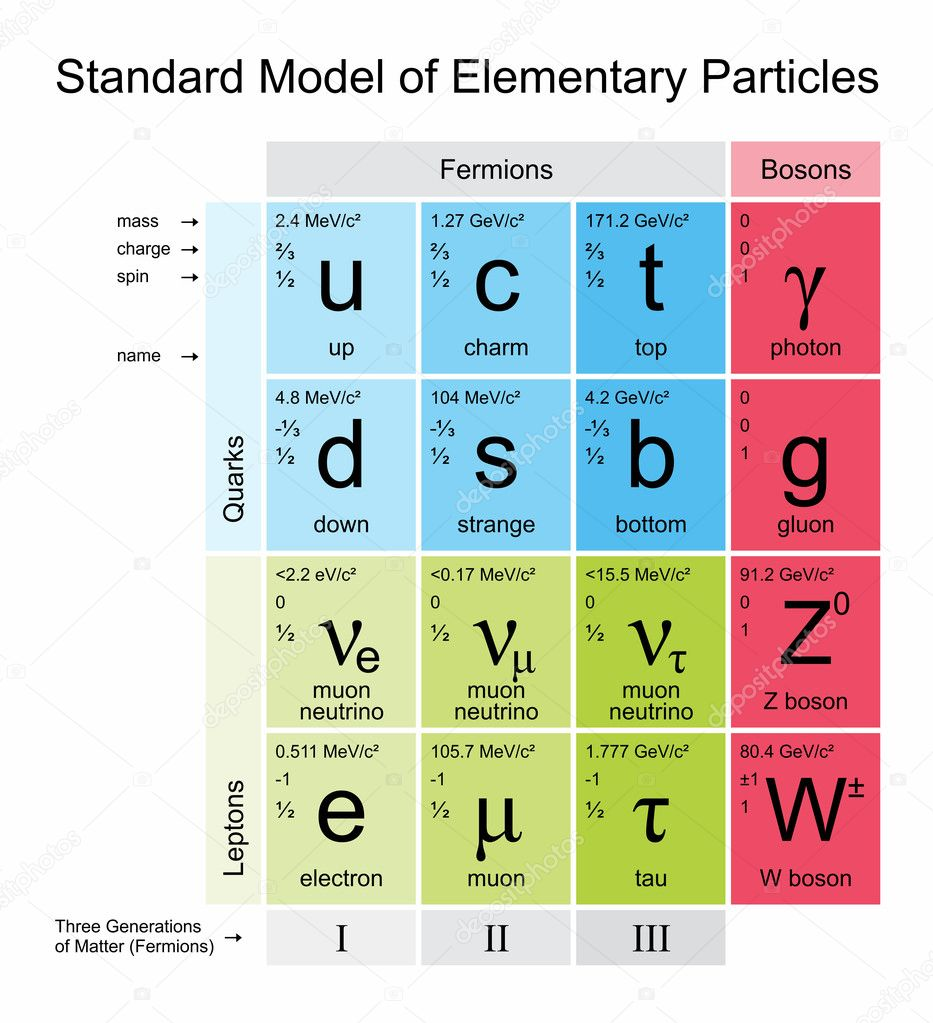 Standard Model of Elementary Particles
Fermions
Bosons
mass →
charge →
spin →
name →
Quarks
2.4 MeV/c²
⅔
½
u
up
1.27 GeV/c²
⅔
½
c
charm
171.2 GeV/c²
⅔
½
t
top
0
0
1
γ
photon
4.8 MeV/c²
-⅓
½
d
down
104 MeV/c²
-⅓
½
s
strange
4.2 GeV/c²
-⅓
½
b
bottom
0
0
1
g
gluon
Leptons
<2.2 eV/c²
0
½
νe
muon
neutrino
<0.17 MeV/c²
0
½
νμ
muon
neutrino
<15.5 MeV/c²
0
½
ντ
muon
neutrino
91.2 GeV/c²
0
1
Z⁰
Z boson
0.511 MeV/c²
-1
½
e
electron
105.7 MeV/c²
-1
½
μ
muon
1.777 GeV/c²
-1
½
τ
tau
80.4 GeV/c²
±1
1
W±
W boson
Three Generations
of Matter (Fermions) →
I
II
III
depositphotos